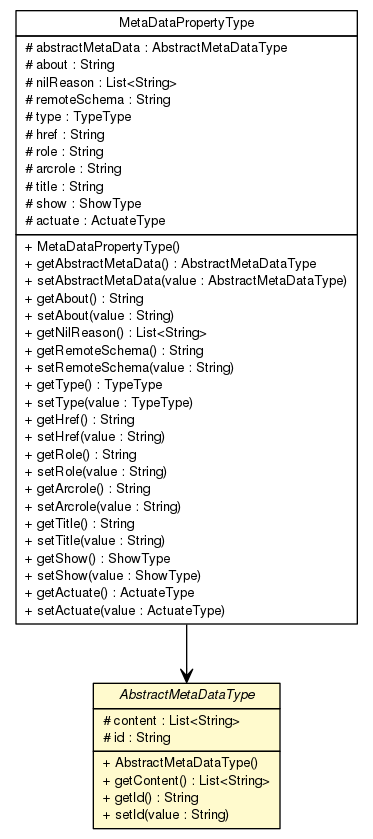 MetaDataPropertyType
# abstractMetaData : AbstractMetaDataType
# about : String
# nilReason : List<String>
# remoteSchema : String
# type : TypeType
# href : String
# role : String
# arcrole : String
# title : String
# show : ShowType
# actuate : ActuateType
+ MetaDataPropertyType()
+ getAbstractMetaData() : AbstractMetaDataType
+ setAbstractMetaData(value : AbstractMetaDataType)
+ getAbout() : String
+ setAbout(value : String)
+ getNilReason() : List<String>
+ getRemoteSchema() : String
+ setRemoteSchema(value : String)
+ getType() : TypeType
+ setType(value : TypeType)
+ getHref() : String
+ setHref(value : String)
+ getRole() : String
+ setRole(value : String)
+ getArcrole() : String
+ setArcrole(value : String)
+ getTitle() : String
+ setTitle(value : String)
+ getShow() : ShowType
+ setShow(value : ShowType)
+ getActuate() : ActuateType
+ setActuate(value : ActuateType)
AbstractMetaDataType
# content : List<String>
# id : String
+ AbstractMetaDataType()
+ getContent() : List<String>
+ getId() : String
+ setId(value : String)